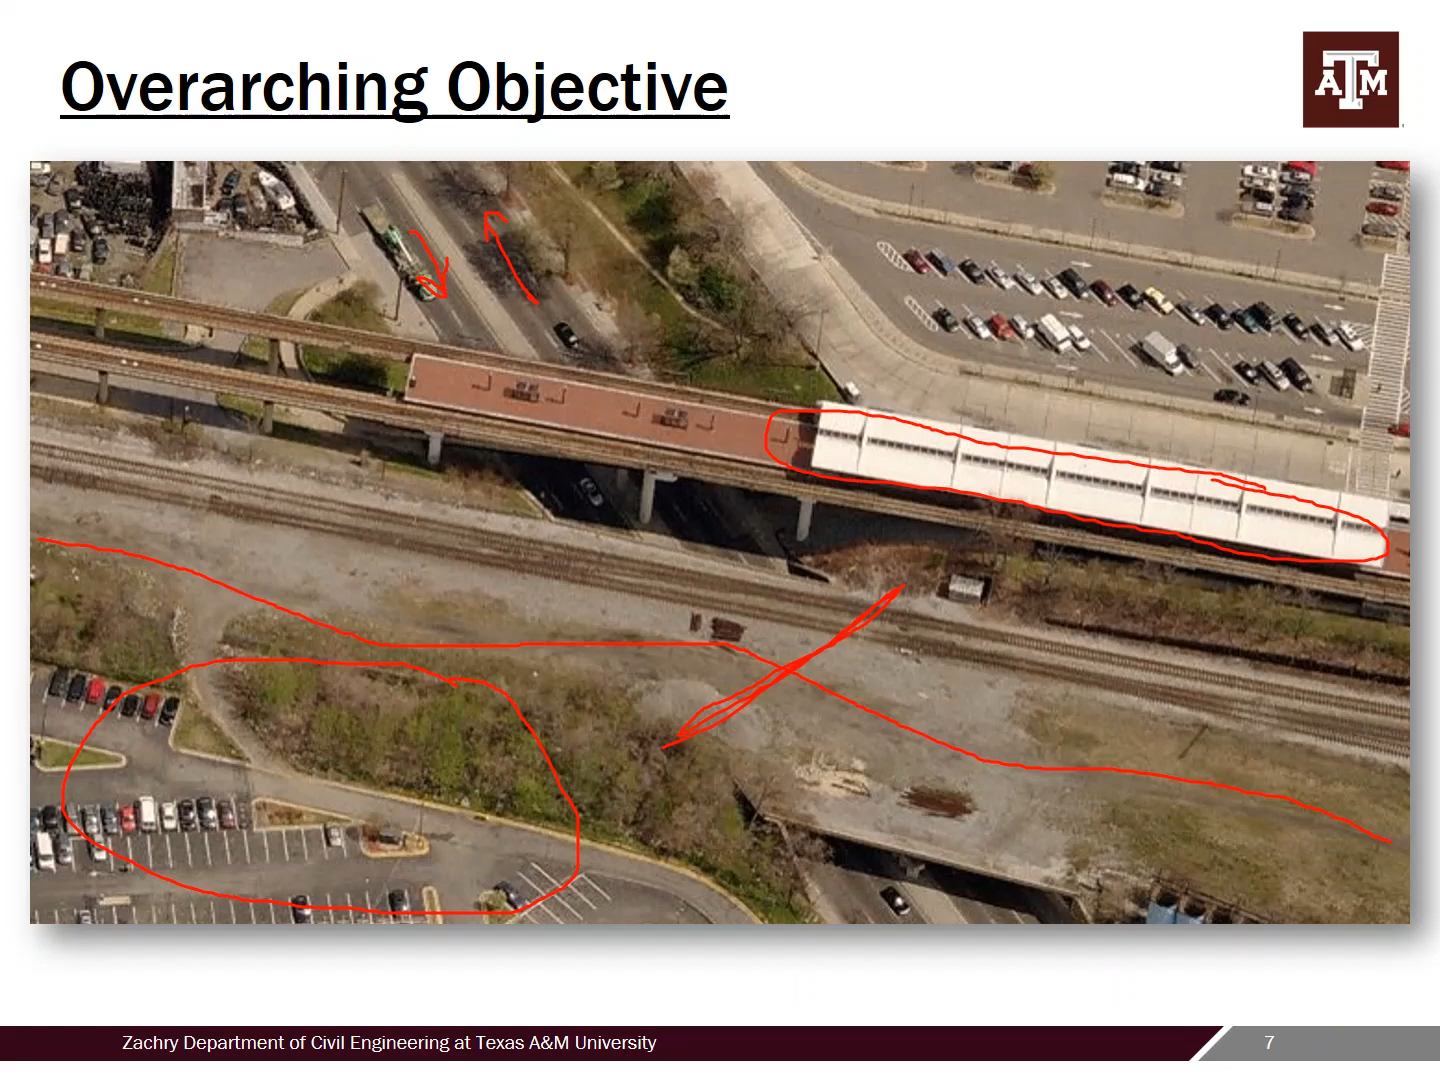 Overarching Objective
A T M
Zachry Department of Civil Engineering at Texas A&M University
7